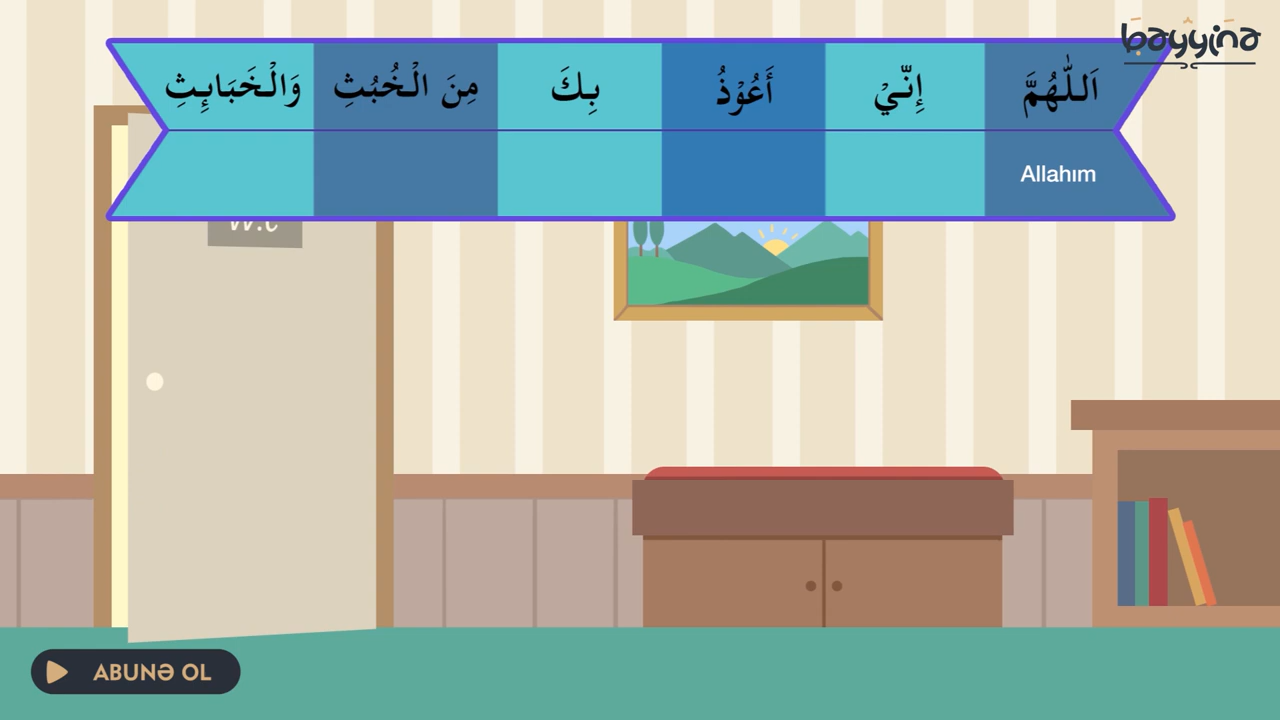 bayyina
اَللّٰهُمَّ إِنِّيْ أَعُوْذُ بِكَ مِنَ الْخُبُثِ وَالْخَبَائِثِ
Allahım
W.C
ABUNƏ OL